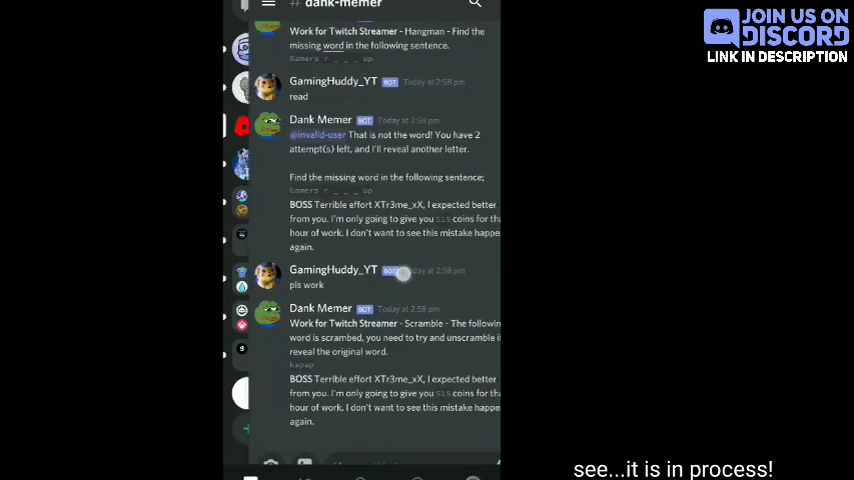 # dank-memer
JOIN US ON
DISCORD
LINK IN DESCRIPTION
Work for Twitch Streamer - Hangman - Find the
missing word in the following sentence.
Gamers r _ _ _ up
GamingHuddy_YT BOT Today at 2:58 pm
read
Dank Memer BOT Today at 2:58 pm
@invalid-user That is not the word! You have 2
attempt(s) left, and I'll reveal another letter.
Find the missing word in the following sentence;
Gamers r _ _ _ up
BOSS Terrible effort XTr3me_xX, I expected better
from you. I'm only going to give you 515 coins for tha
hour of work. I don't want to see this mistake happe
again.
GamingHuddy_YT BOT day at 2:58 pm
pls work
Dank Memer BOT Today at 2:58 pm
Work for Twitch Streamer - Scramble - The followin
word is scrambed, you need to try and unscramble i
reveal the original word.
kapap
BOSS Terrible effort XTr3me_xX, I expected better
from you. I'm only going to give you 515 coins for tha
hour of work. I don't want to see this mistake happe
again.
see...it is in process!